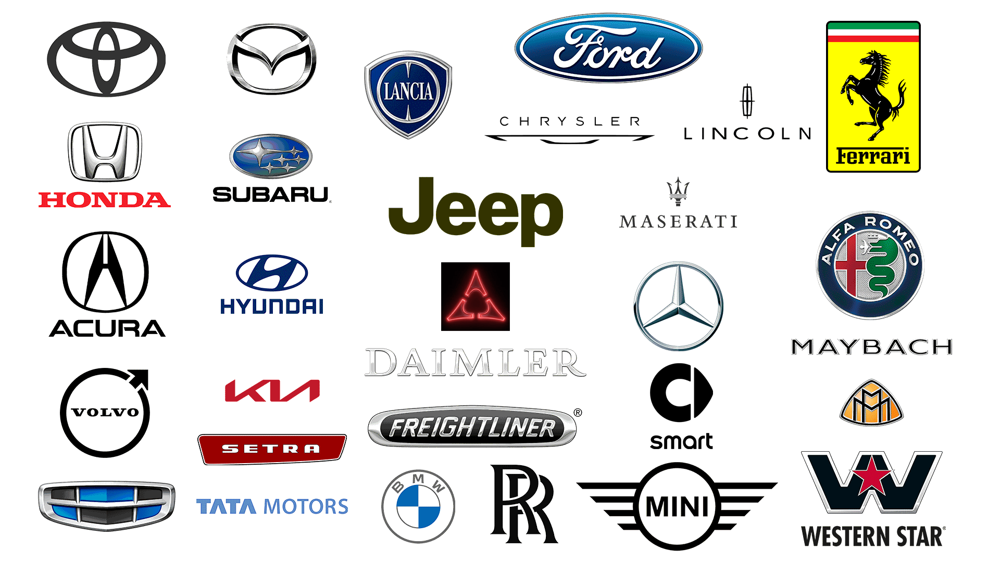 Ford
LANCIA
CHRYSLER
LINCOLN
Ferrari
HONDA
SUBARU
Jeep
MASERATI
ALFA ROMEO
ACURA
HYUNDAI
DAIMLER
MAYBACH
VOLVO
KIA
smart
SETRA
FREIGHTLINER®
TATA MOTORS
BMW
RR
MINI
WESTERN STAR®